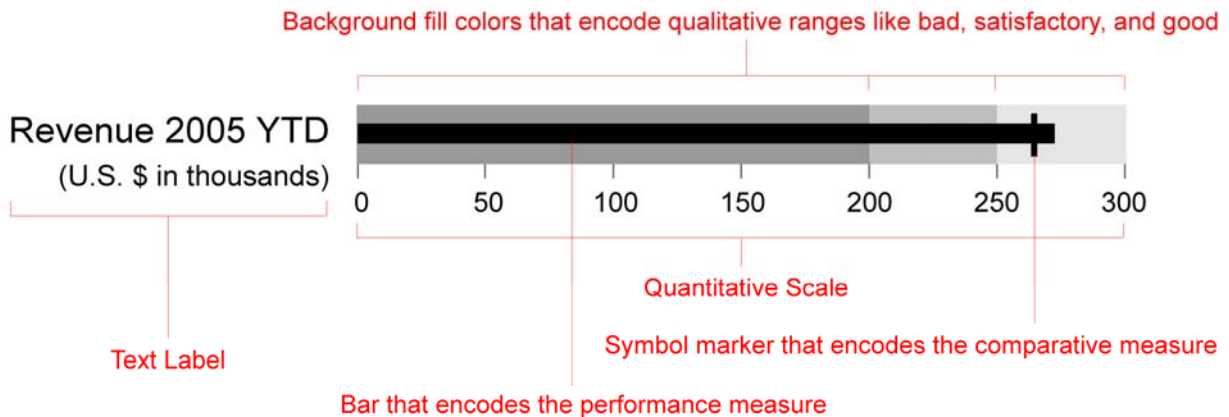 Background fill colors that encode qualitative ranges like bad, satisfactory, and good
Revenue 2005 YTD
(U.S. $ in thousands)
0 50 100 150 200 250 300
Quantitative Scale
Symbol marker that encodes the comparative measure
Text Label
Bar that encodes the performance measure